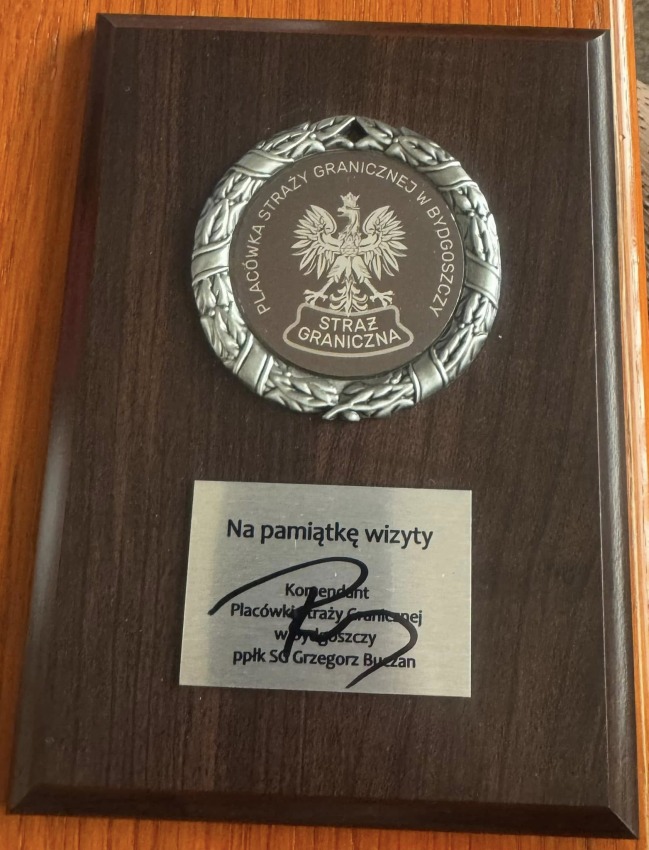 PLACÓWKA STRAŻY GRANICZNEJ W BYDGOSZCZY
STRAŻ
GRANICZNA
Na pamiątkę wizyty
Komendant
Placówki Straży Granicznej
w Bydgoszczy
ppłk SG Grzegorz Buczan